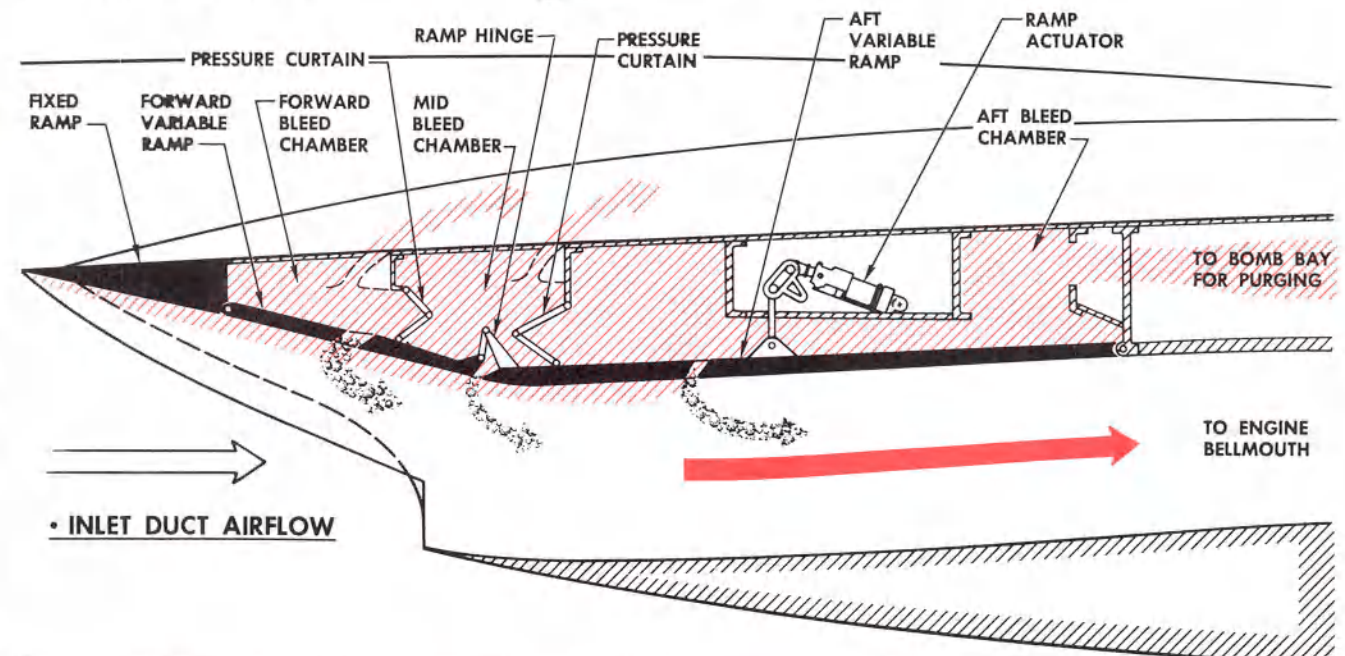 RAMP HINGE
AFT
VARIABLE
RAMP
RAMP
ACTUATOR
PRESSURE CURTAIN
PRESSURE
CURTAIN
FIXED
RAMP
FORWARD
VARIABLE
RAMP
FORWARD
BLEED
CHAMBER
MID
BLEED
CHAMBER
AFT BLEED
CHAMBER
TO BOMB BAY
FOR PURGING
TO ENGINE
BELLMOUTH
• INLET DUCT AIRFLOW